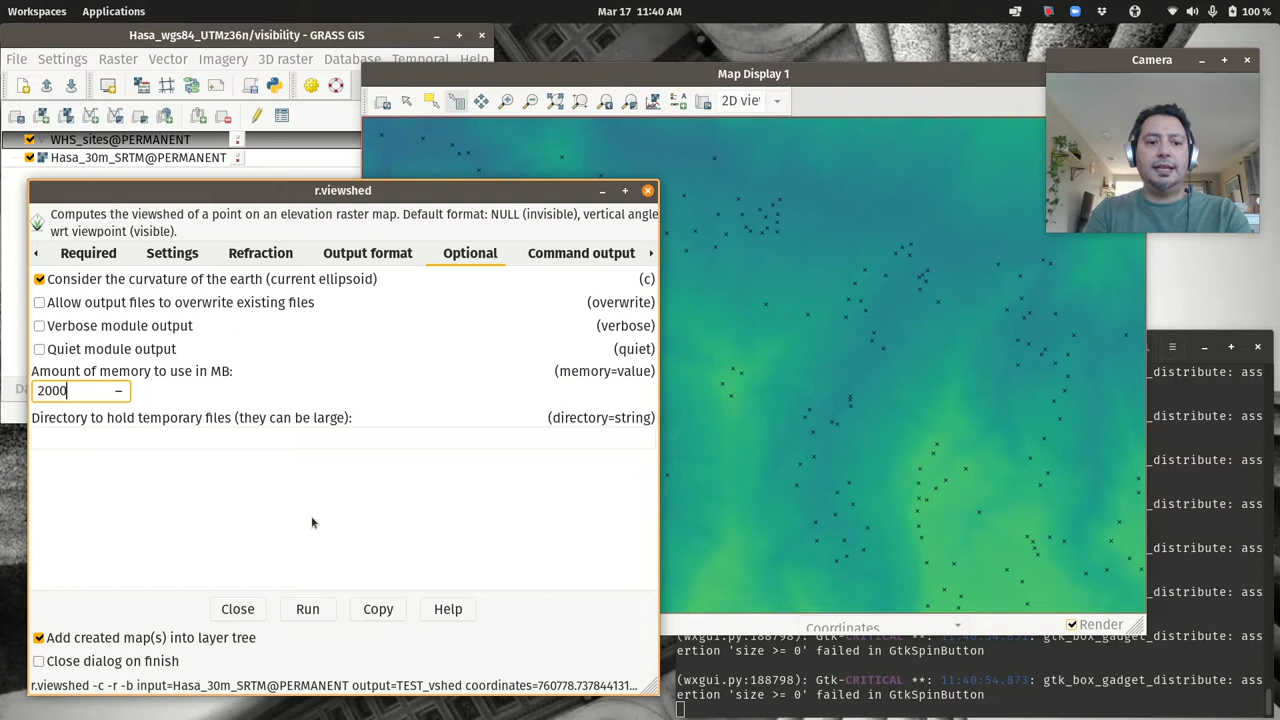 Workspaces Applications Mar 17 11:40 AM 100 %
Hasa_wgs84_UTMz36n/visibility - GRASS GIS
File Settings Raster Vector Imagery 3D raster Database Temporal Help
Map Display 1
Camera
2D view
WHS_sites@PERMANENT
Hasa_30m_SRTM@PERMANENT
r.viewshed
Computes the viewshed of a point on an elevation raster map. Default format: NULL (invisible), vertical angle
wrt viewpoint (visible).
Required Settings Refraction Output format Optional Command output
Consider the curvature of the earth (current ellipsoid) (c)
Allow output files to overwrite existing files (overwrite)
Verbose module output (verbose)
Quiet module output (quiet)
Amount of memory to use in MB: (memory=value)
2000 −
Directory to hold temporary files (they can be large): (directory=string)
Close Run Copy Help
Add created map(s) into layer tree
Close dialog on finish
r.viewshed -c -r -b input=Hasa_30m_SRTM@PERMANENT output=TEST_vshed coordinates=760778.737844131...
Coordinates
Render
_distribute: ass
_distribute: ass
_distribute: ass
_distribute: ass
_distribute: ass
_distribute: ass
ertion 'size >= 0' failed in GtkSpinButton
(wxgui.py:188798): Gtk-CRITICAL **: 11:40:54.873: gtk_box_gadget_distribute: ass
ertion 'size >= 0' failed in GtkSpinButton